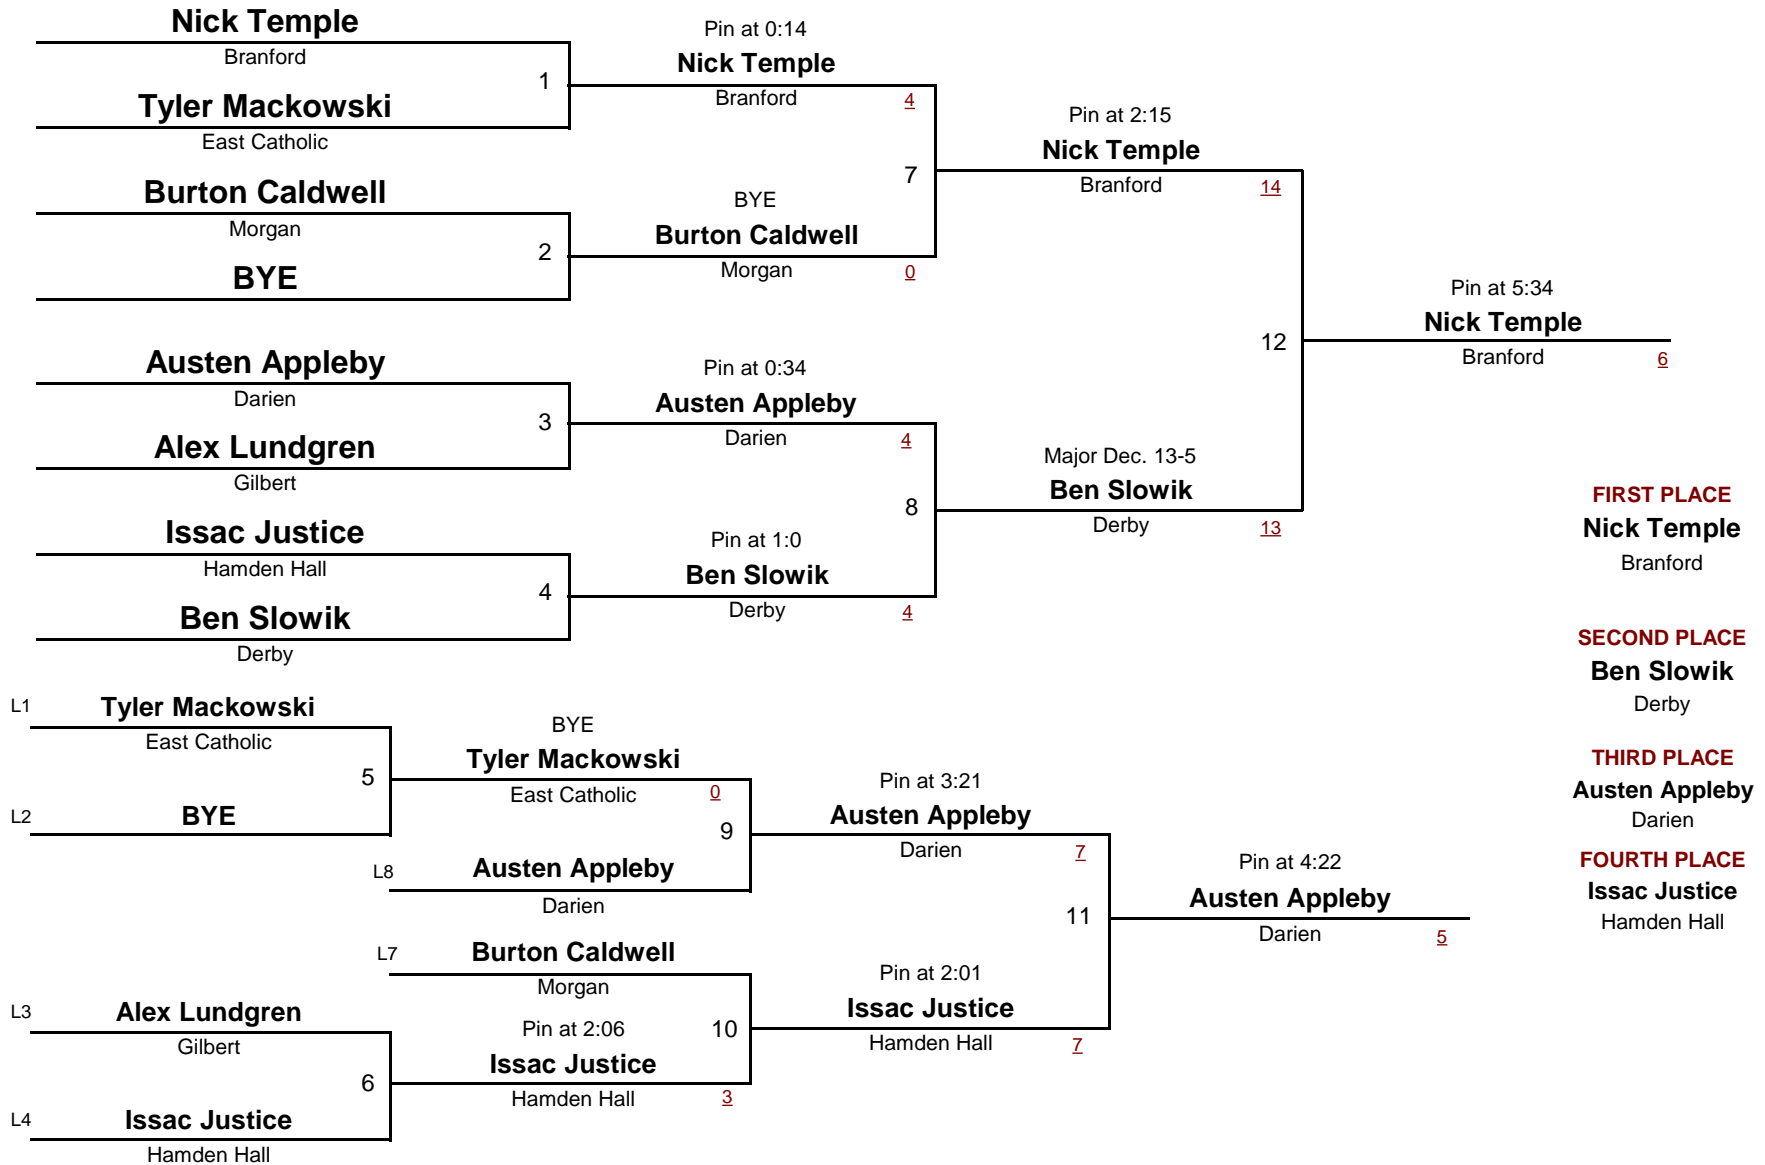 Nick Temple
Branford
1
Tyler Mackowski
East Catholic
Burton Caldwell
Morgan
2
BYE
Austen Appleby
Darien
3
Alex Lundgren
Gilbert
Issac Justice
Hamden Hall
4
Ben Slowik
Derby
Pin at 0:14
Nick Temple
Branford
4
7
BYE
Burton Caldwell
Morgan
0
Pin at 0:34
Austen Appleby
Darien
4
8
Pin at 1:0
Ben Slowik
Derby
4
Pin at 2:15
Nick Temple
Branford
14
12
Major Dec. 13-5
Ben Slowik
Derby
13
Pin at 5:34
Nick Temple
Branford
6
FIRST PLACE
Nick Temple
Branford
SECOND PLACE
Ben Slowik
Derby
THIRD PLACE
Austen Appleby
Darien
FOURTH PLACE
Issac Justice
Hamden Hall
L1
Tyler Mackowski
East Catholic
5
L2
BYE
L3
Alex Lundgren
Gilbert
6
L4
Issac Justice
Hamden Hall
BYE
Tyler Mackowski
East Catholic
0
9
L8
Austen Appleby
Darien
L7
Burton Caldwell
Morgan
10
Pin at 2:06
Issac Justice
Hamden Hall
3
Pin at 3:21
Austen Appleby
Darien
7
11
Pin at 2:01
Issac Justice
Hamden Hall
7
Pin at 4:22
Austen Appleby
Darien
5